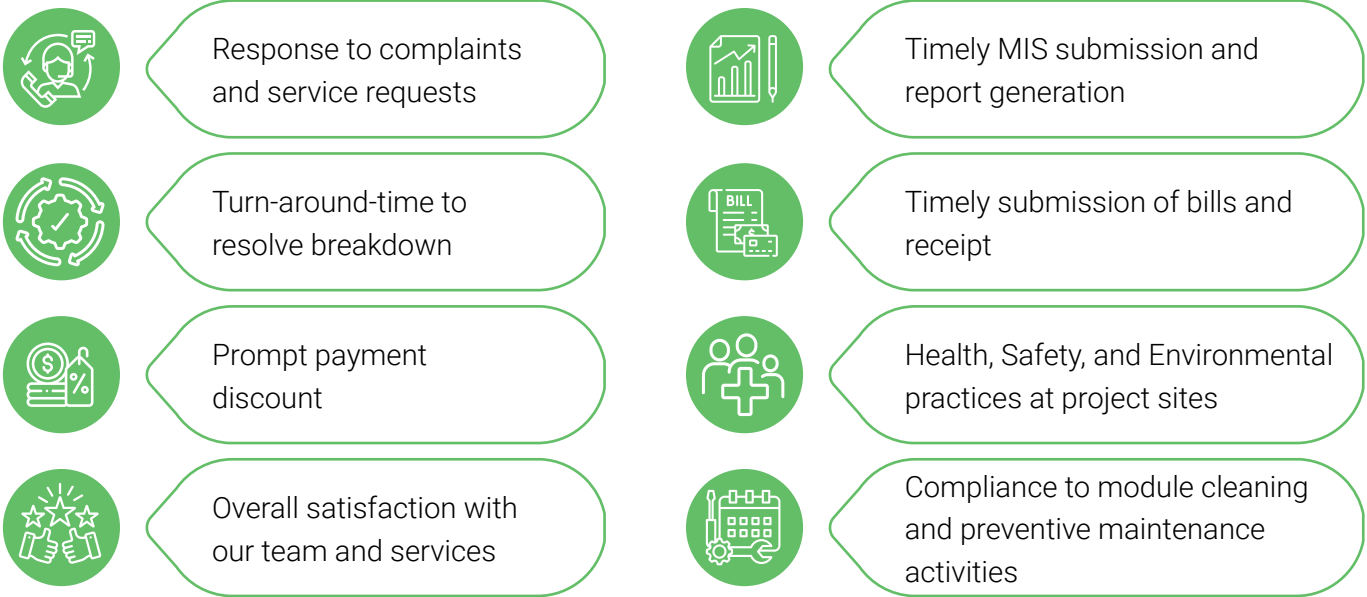 Response to complaints
and service requests
Turn-around-time to
resolve breakdown
Prompt payment
discount
Overall satisfaction with
our team and services
Timely MIS submission and
report generation
BILL
Timely submission of bills and
receipt
Health, Safety, and Environmental
practices at project sites
Compliance to module cleaning
and preventive maintenance
activities